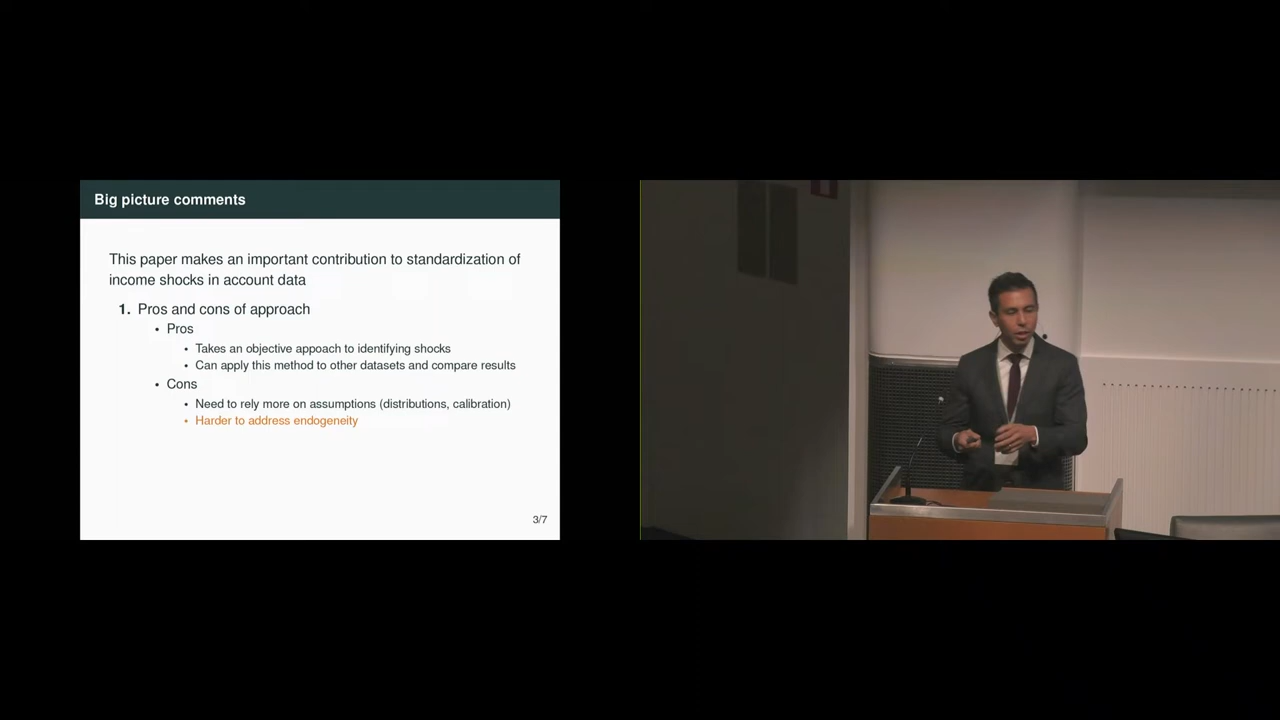 Big picture comments
This paper makes an important contribution to standardization of
income shocks in account data
1. Pros and cons of approach
• Pros
• Takes an objective apoach to identifying shocks
• Can apply this method to other datasets and compare results
• Cons
• Need to rely more on assumptions (distributions, calibration)
• Harder to address endogeneity
3/7